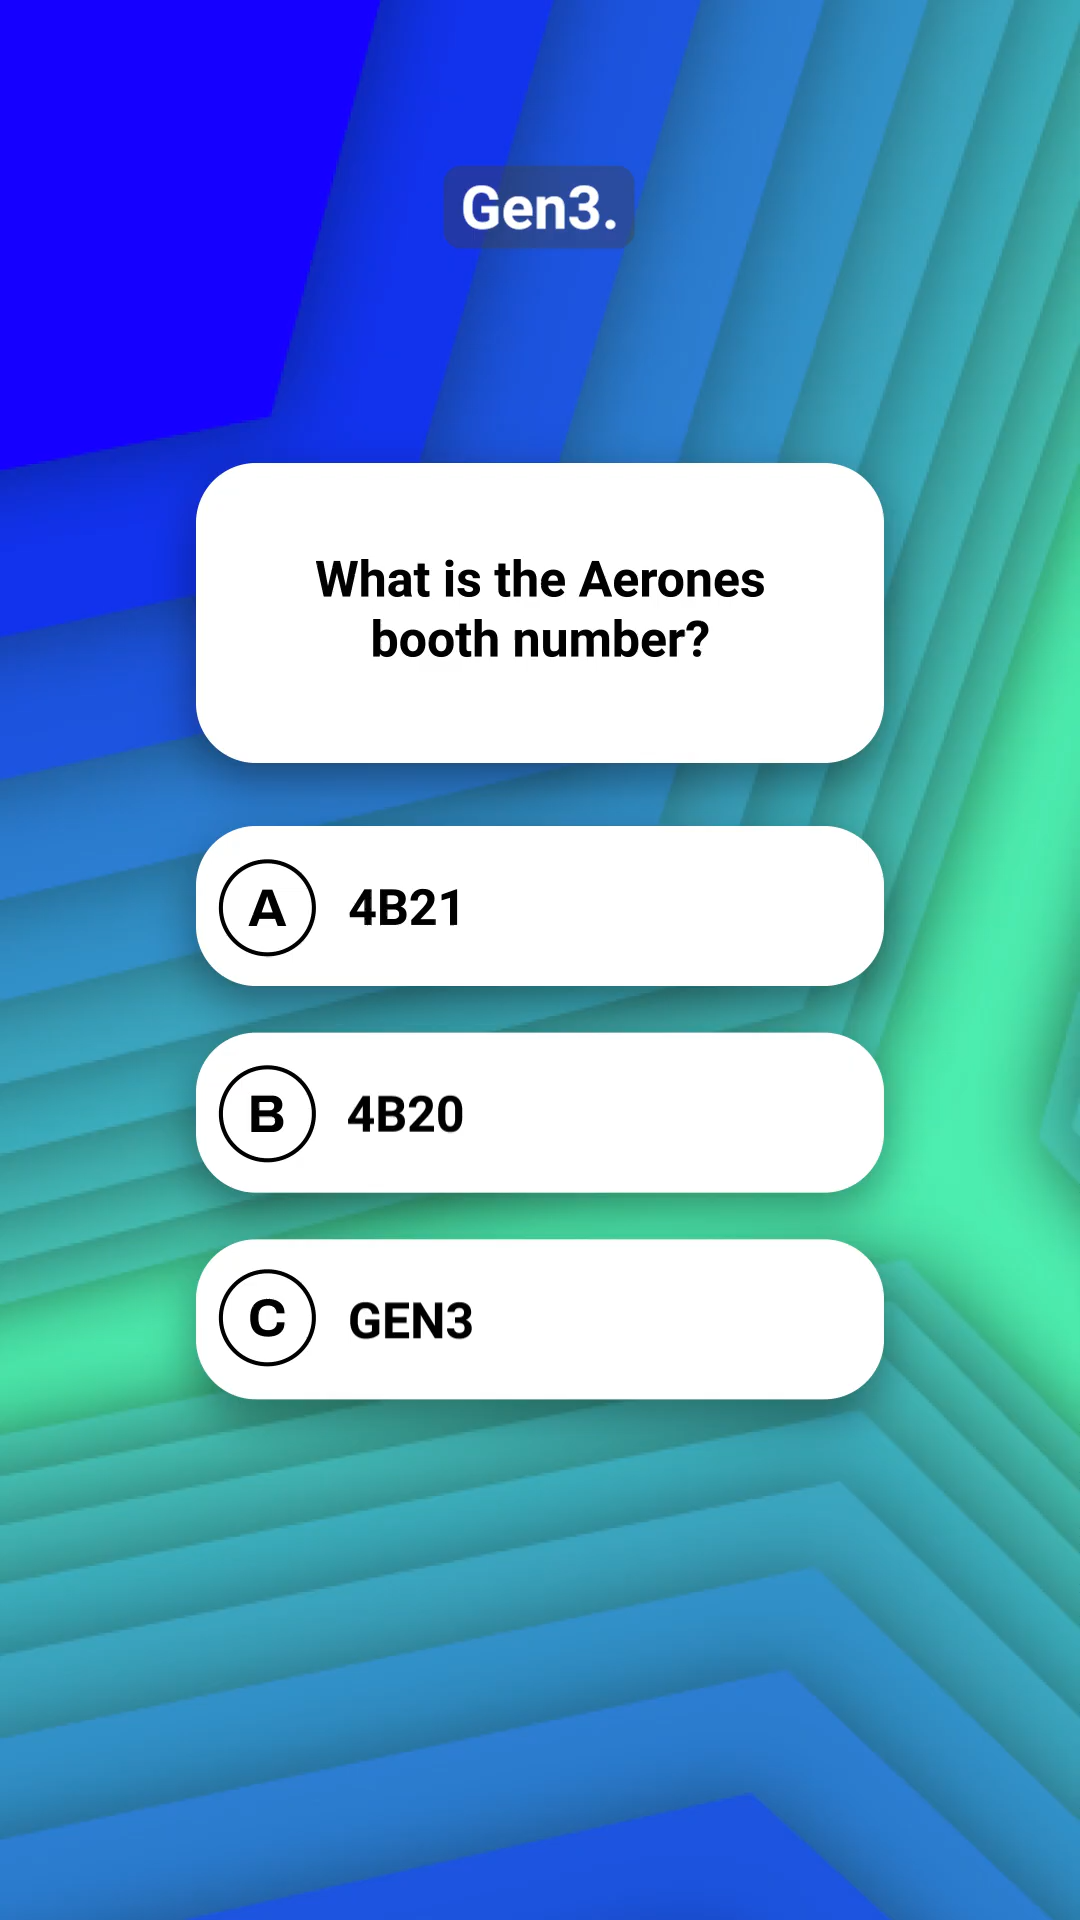 Gen3.
What is the Aerones
booth number?
A 4B21
B 4B20
C GEN3